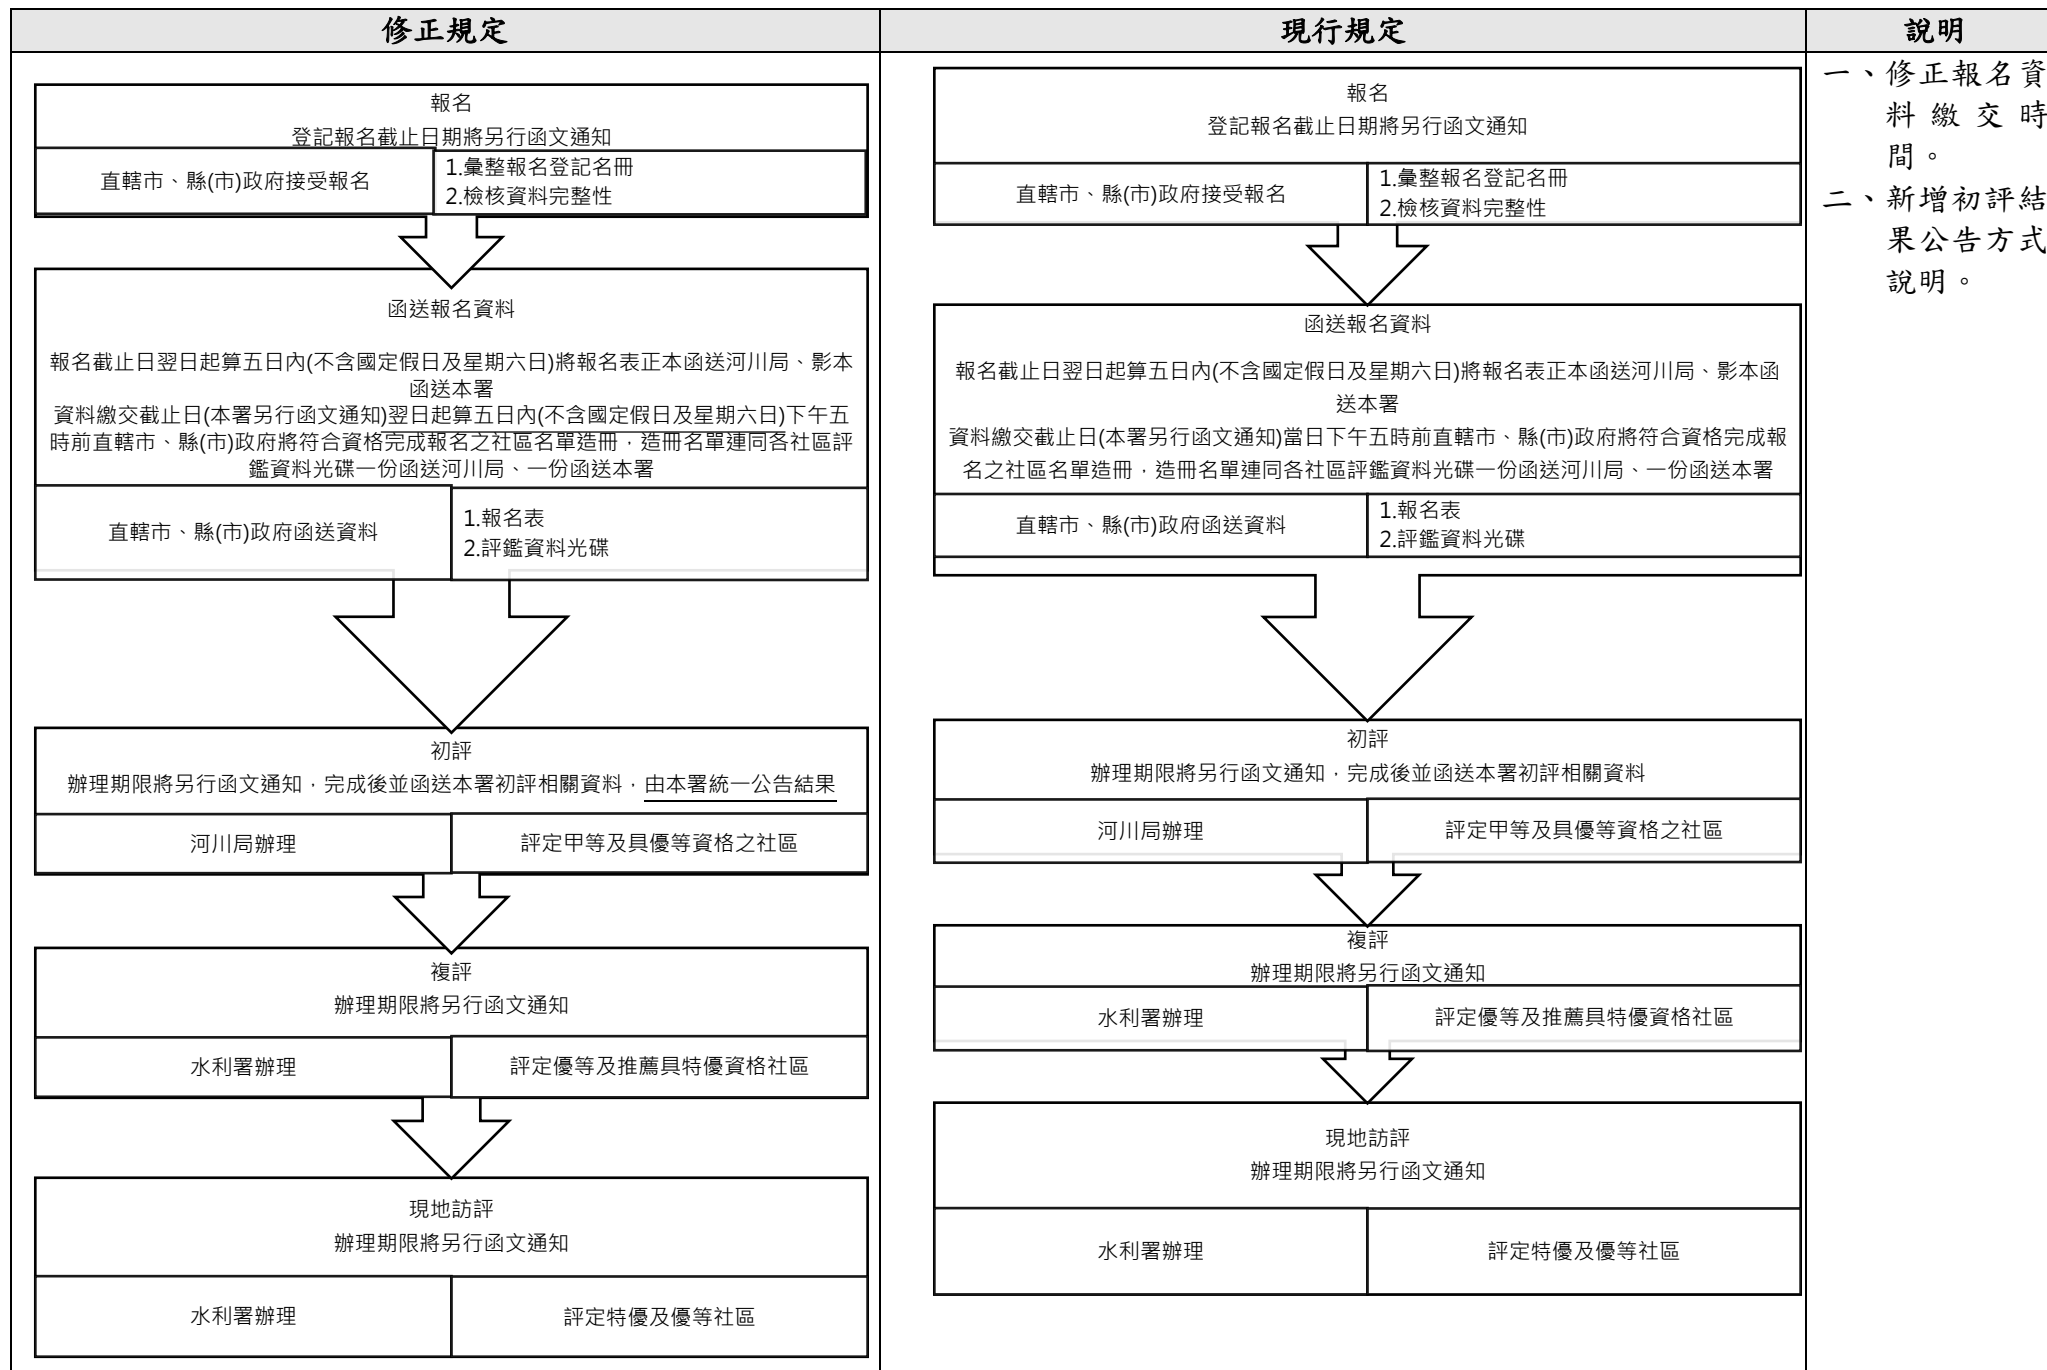 修正規定
現行規定
說明
報名
登記報名截止日期將另行函文通知
直轄市、縣(市)政府接受報名
1.彙整報名登記名冊
2.檢核資料完整性
函送報名資料
報名截止日翌日起算五日內(不含國定假日及星期六日)將報名表正本函送河川局、影本
函送本署
資料繳交截止日(本署另行函文通知)翌日起算五日內(不含國定假日及星期六日)下午五
時前直轄市、縣(市)政府將符合資格完成報名之社區名單造冊，造冊名單連同各社區評
鑑資料光碟一份函送河川局、一份函送本署
直轄市、縣(市)政府函送資料
1.報名表
2.評鑑資料光碟
初評
辦理期限將另行函文通知，完成後並函送本署初評相關資料，由本署統一公告結果
河川局辦理
評定甲等及具優等資格之社區
複評
辦理期限將另行函文通知
水利署辦理
評定優等及推薦具特優資格社區
現地訪評
辦理期限將另行函文通知
水利署辦理
評定特優及優等社區
報名
登記報名截止日期將另行函文通知
直轄市、縣(市)政府接受報名
1.彙整報名登記名冊
2.檢核資料完整性
函送報名資料
報名截止日翌日起算五日內(不含國定假日及星期六日)將報名表正本函送河川局、影本函
送本署
資料繳交截止日(本署另行函文通知)當日下午五時前直轄市、縣(市)政府將符合資格完成報
名之社區名單造冊，造冊名單連同各社區評鑑資料光碟一份函送河川局、一份函送本署
直轄市、縣(市)政府函送資料
1.報名表
2.評鑑資料光碟
初評
辦理期限將另行函文通知，完成後並函送本署初評相關資料
河川局辦理
評定甲等及具優等資格之社區
複評
辦理期限將另行函文通知
水利署辦理
評定優等及推薦具特優資格社區
現地訪評
辦理期限將另行函文通知
水利署辦理
評定特優及優等社區
一、修正報名資
料繳交時
間。
二、新增初評結
果公告方式
說明。